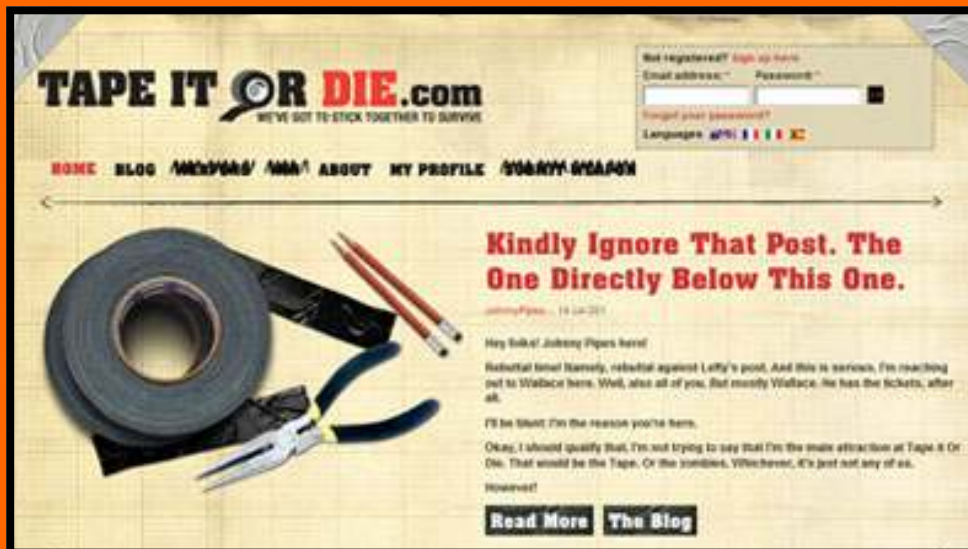 TAPE IT OR DIE.com
WE'VE GOT TO STICK TOGETHER TO SURVIVE
Not registered? Sign up here
Email address: * Password: *
Forgot your password?
Languages
HOME BLOG ABOUT MY PROFILE
Kindly Ignore That Post. The
One Directly Below This One.
JohnnyPipes
Hey folks! Johnny Pipes here!
Rebuttal time! Namely, rebuttal against Lefty's post. And this is serious. I'm reaching
out to Wallace here. Well, also all of you. But mostly Wallace. He has the tickets, after
all.
I'll be blunt: I'm the reason you're here.
Okay, I should qualify that. I'm not trying to say that I'm the main attraction at Tape It Or
Die. That would be the Tape. Or the zombies. Whichever, it's just not any of us.
However!
Read More The Blog